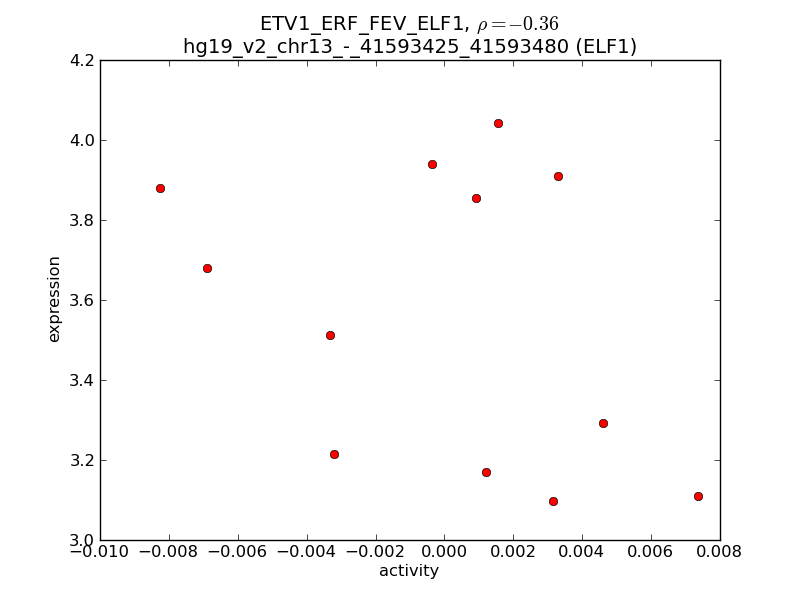 ETV1_ERF_FEV_ELF1, ρ=−0.36
hg19_v2_chr13_-_41593425_41593480 (ELF1)
4.2
4.0
3.8
3.6
3.4
3.2
3.0
expression
−0.010 −0.008 −0.006 −0.004 −0.002 0.000 0.002 0.004 0.006 0.008
activity